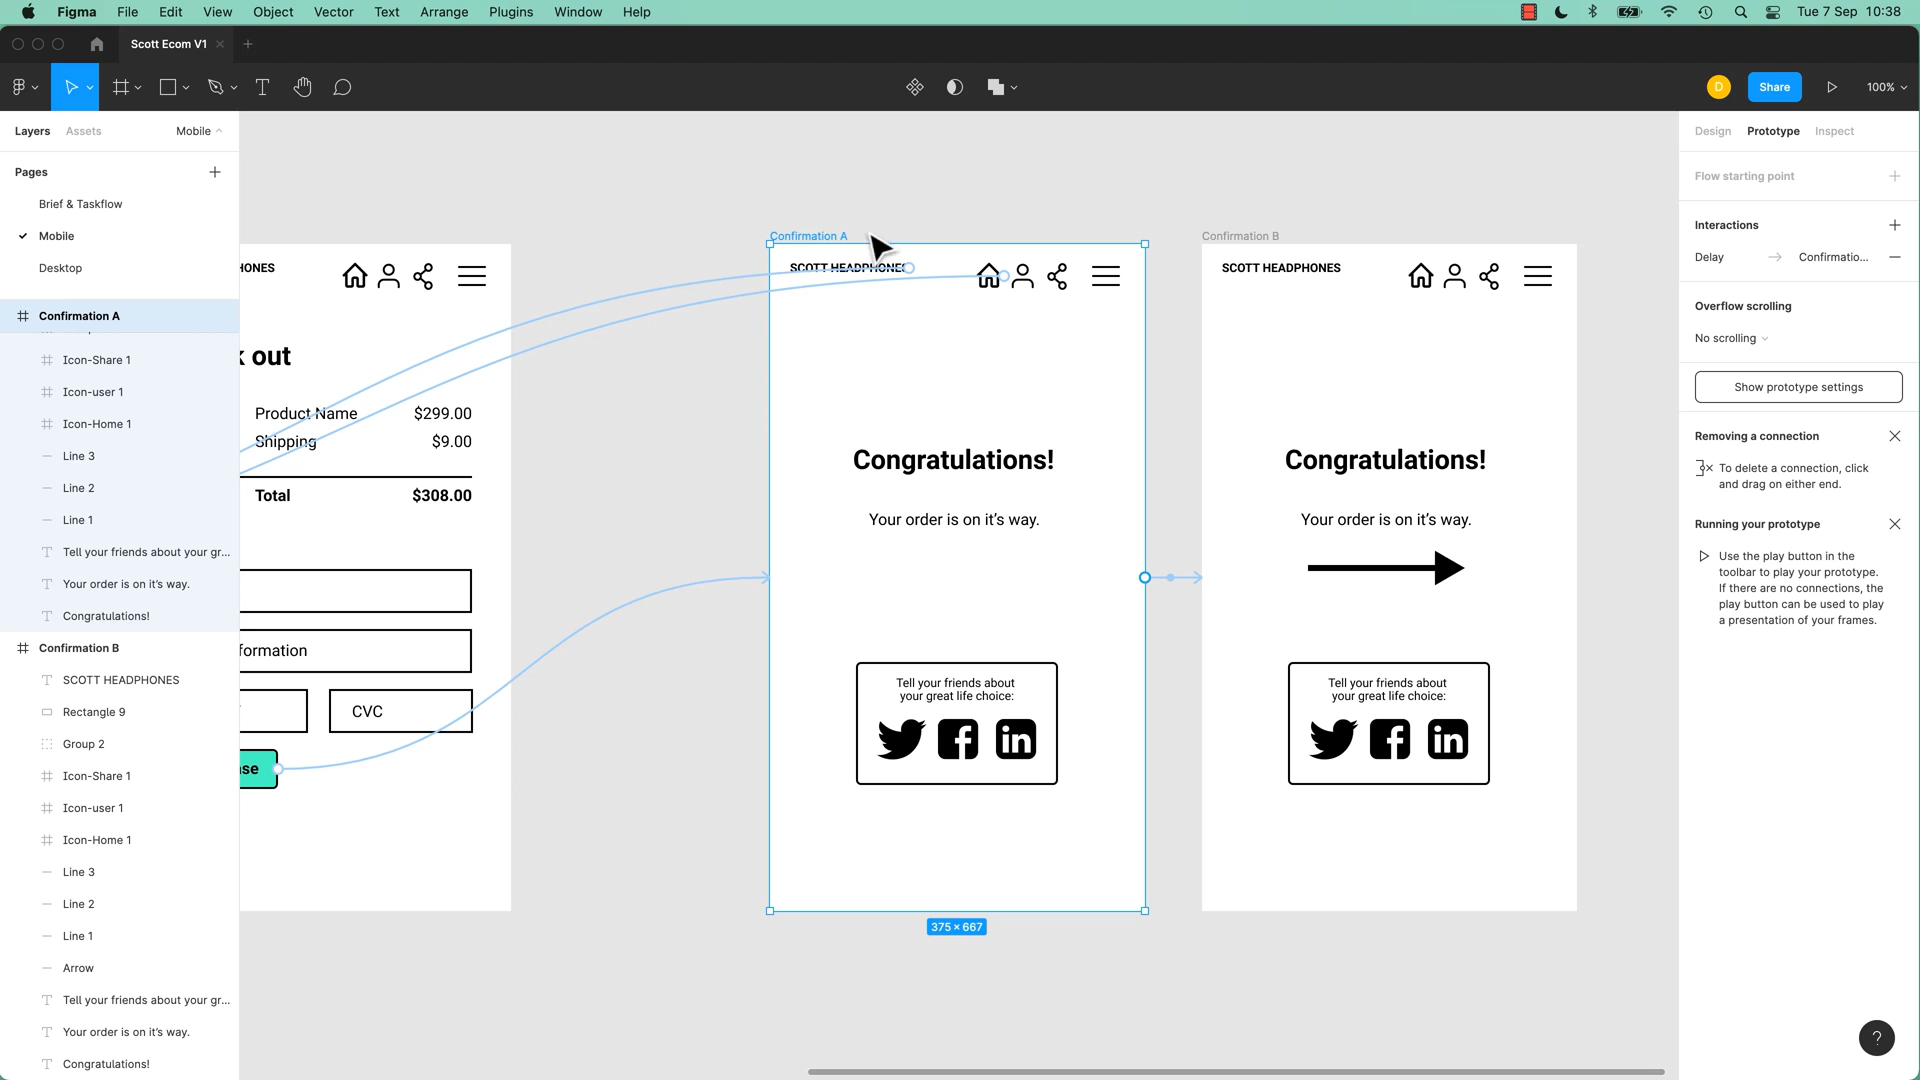 Figma File Edit View Object Vector Text Arrange Plugins Window Help Tue 7 Sep 10:38
Scott Ecom V1
D Share 100%
Layers Assets Mobile
Pages
Brief & Taskflow
Mobile
Desktop
Confirmation A
Icon-Share 1
Icon-user 1
Icon-Home 1
Line 3
Line 2
Line 1
Tell your friends about your gr...
Your order is on it’s way.
Congratulations!
Confirmation B
SCOTT HEADPHONES
Rectangle 9
Group 2
Icon-Share 1
Icon-user 1
Icon-Home 1
Line 3
Line 2
Line 1
Arrow
Tell your friends about your gr...
Your order is on it’s way.
Congratulations!
HONES
k out
Product Name $299.00
Shipping $9.00
Total $308.00
formation
CVC
se
Confirmation A
SCOTT HEADPHONES
Congratulations!
Your order is on it’s way.
Tell your friends about
your great life choice:
in
375 × 667
Confirmation B
SCOTT HEADPHONES
Congratulations!
Your order is on it’s way.
Tell your friends about
your great life choice:
in
Design Prototype Inspect
Flow starting point
Interactions
Delay Confirmatio...
Overflow scrolling
No scrolling
Show prototype settings
Removing a connection
To delete a connection, click
and drag on either end.
Running your prototype
Use the play button in the
toolbar to play your prototype.
If there are no connections, the
play button can be used to play
a presentation of your frames.
?